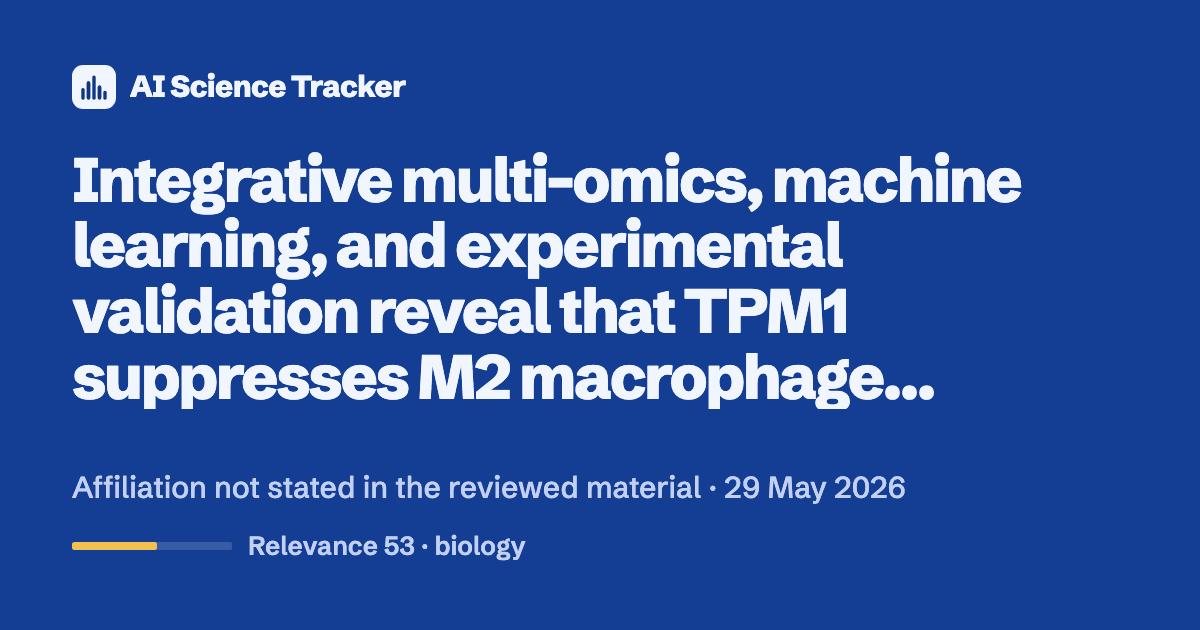 AI Science Tracker
Integrative multi-omics, machine
learning, and experimental
validation reveal that TPM1
suppresses M2 macrophage...
Affiliation not stated in the reviewed material · 29 May 2026
Relevance 53 · biology